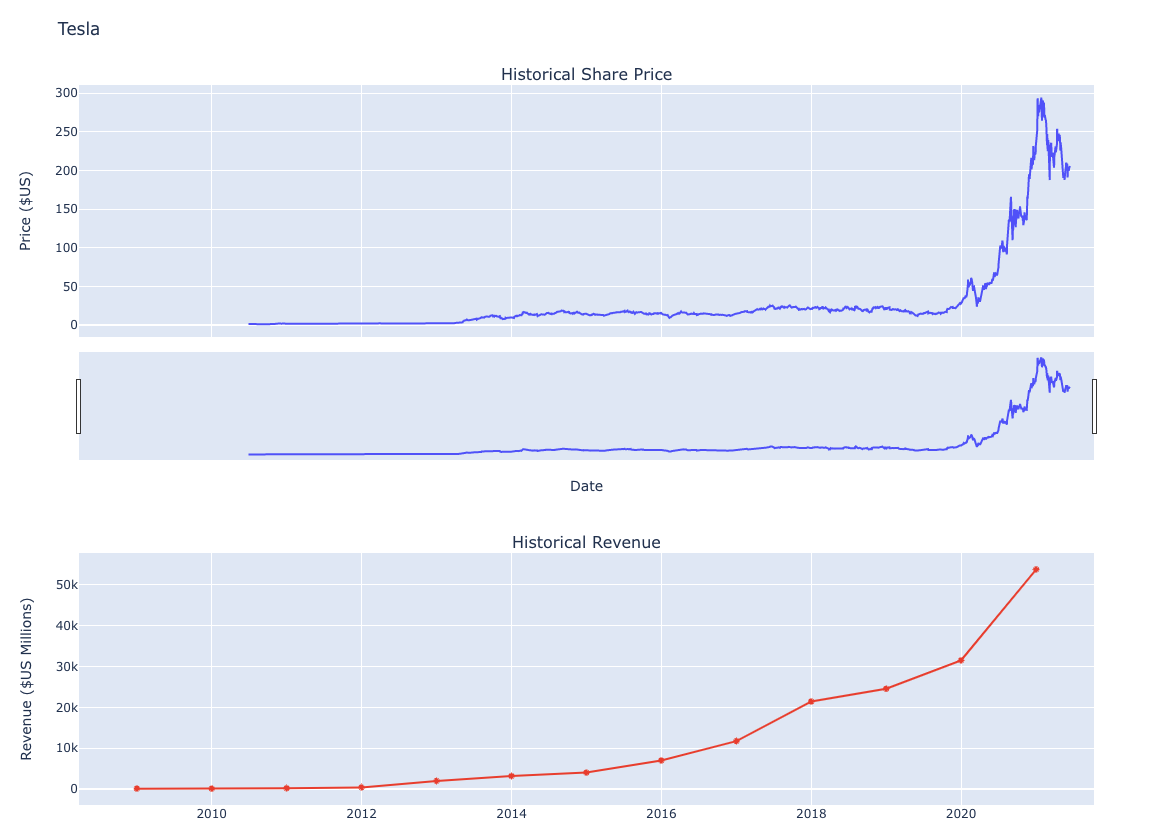 Tesla
Historical Share Price
Price ($US)
300
250
200
150
100
50
0
Date
Historical Revenue
Revenue ($US Millions)
50k
40k
30k
20k
10k
0
2010 2012 2014 2016 2018 2020